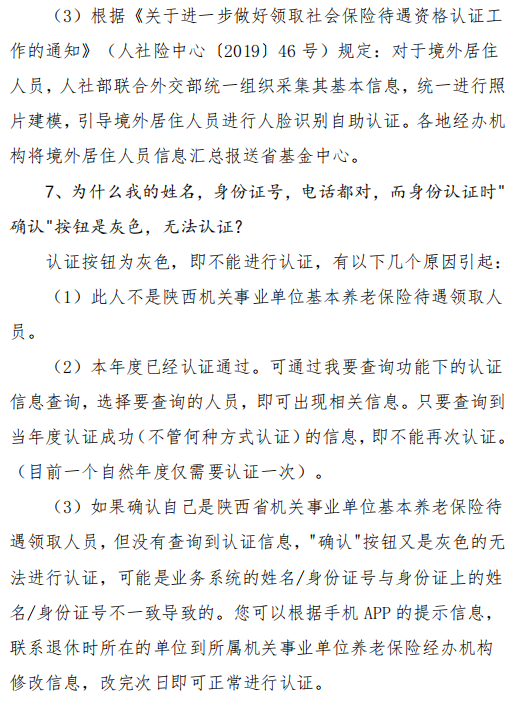 （3）根据《关于进一步做好领取社会保险待遇资格认证工
作的通知》（人社险中心〔2019〕46 号）规定：对于境外居住
人员，人社部联合外交部统一组织采集其基本信息，统一进行照
片建模，引导境外居住人员进行人脸识别自助认证。各地经办机
构将境外居住人员信息汇总报送省基金中心。
7、为什么我的姓名，身份证号，电话都对，而身份认证时"
确认"按钮是灰色，无法认证？
认证按钮为灰色，即不能进行认证，有以下几个原因引起：
（1）此人不是陕西机关事业单位基本养老保险待遇领取人
员。
（2）本年度已经认证通过。可通过我要查询功能下的认证
信息查询，选择要查询的人员，即可出现相关信息。只要查询到
当年度认证成功（不管何种方式认证）的信息，即不能再次认证。
（目前一个自然年度仅需要认证一次）。
（3）如果确认自己是陕西省机关事业单位基本养老保险待
遇领取人员，但没有查询到认证信息，"确认"按钮又是灰色的无
法进行认证，可能是业务系统的姓名/身份证号与身份证上的姓
名/身份证号不一致导致的。您可以根据手机 APP 的提示信息，
联系退休时所在的单位到所属机关事业单位养老保险经办机构
修改信息，改完次日即可正常进行认证。